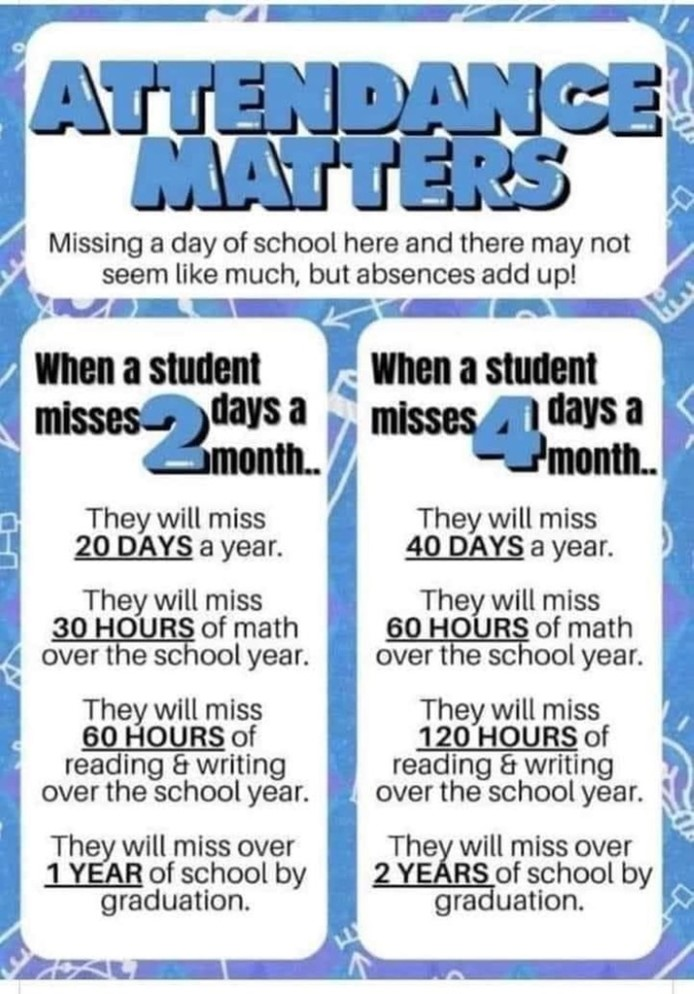 ATTENDANCE
MATTERS
Missing a day of school here and there may not
seem like much, but absences add up!
When a student
misses 2 days a
month..
They will miss
20 DAYS a year.
They will miss
30 HOURS of math
over the school year.
They will miss
60 HOURS of
reading & writing
over the school year.
They will miss over
1 YEAR of school by
graduation.
When a student
misses 4 days a
month..
They will miss
40 DAYS a year.
They will miss
60 HOURS of math
over the school year.
They will miss
120 HOURS of
reading & writing
over the school year.
They will miss over
2 YEARS of school by
graduation.